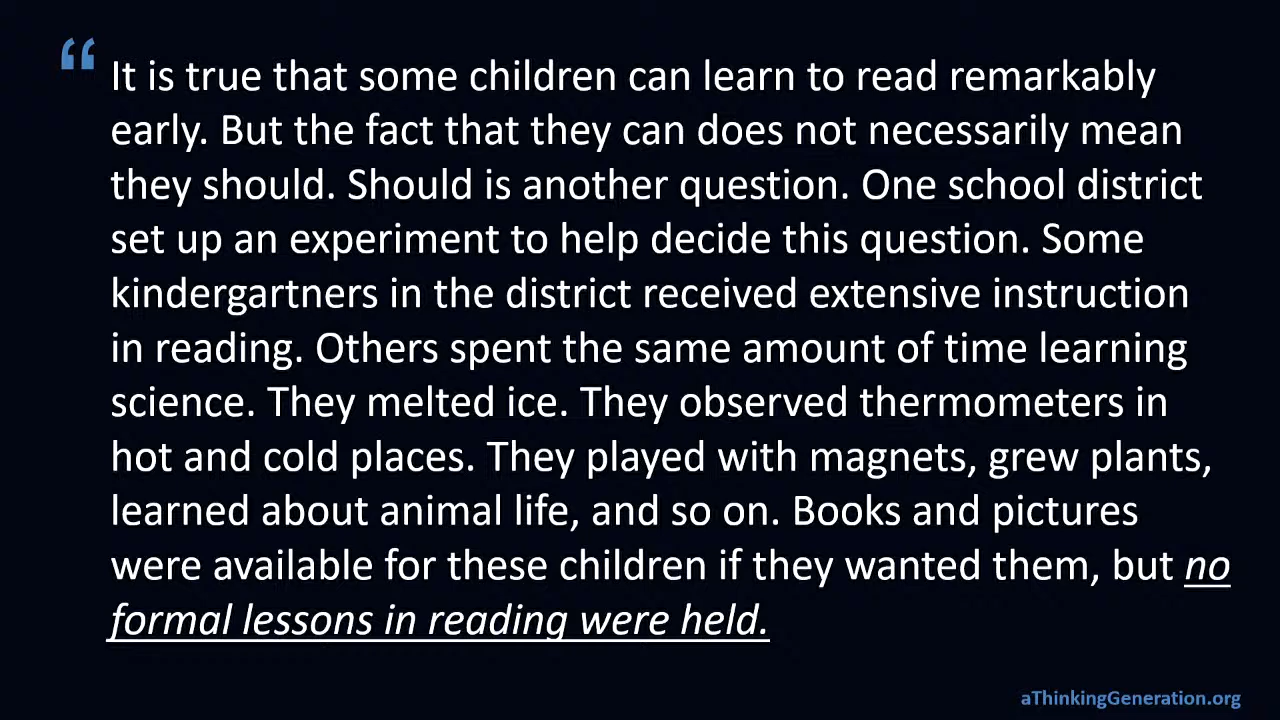 “ It is true that some children can learn to read remarkably
early. But the fact that they can does not necessarily mean
they should. Should is another question. One school district
set up an experiment to help decide this question. Some
kindergartners in the district received extensive instruction
in reading. Others spent the same amount of time learning
science. They melted ice. They observed thermometers in
hot and cold places. They played with magnets, grew plants,
learned about animal life, and so on. Books and pictures
were available for these children if they wanted them, but no
formal lessons in reading were held.
aThinkingGeneration.org